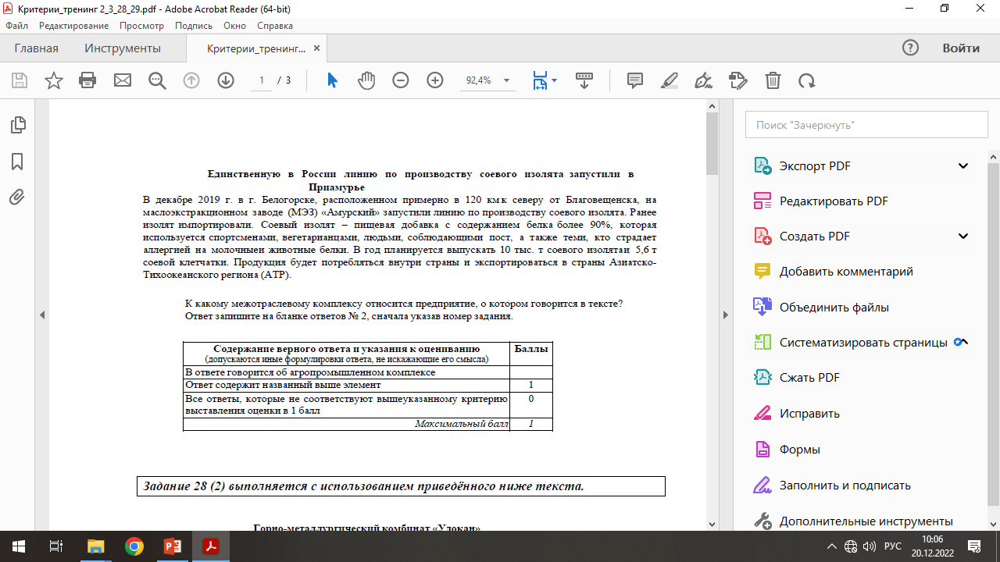 Критерии_тренинг 2_3_28_29.pdf - Adobe Acrobat Reader (64-bit)
Файл Редактирование Просмотр Подпись Окно Справка
Главная Инструменты Критерии_тренинг... × Войти
1 / 3 92,4%
Поиск "Зачеркнуть"
Экспорт PDF
Редактировать PDF
Создать PDF
Добавить комментарий
Объединить файлы
Систематизировать страницы
Сжать PDF
Исправить
Формы
Заполнить и подписать
Дополнительные инструменты
Единственную в России линию по производству соевого изолята запустили в
Приамурье
В декабре 2019 г. в г. Белогорске, расположенном примерно в 120 км к северу от Благовещенска, на
маслоэкстракционном заводе (МЭЗ) «Амурский» запустили линию по производству соевого изолята. Ранее
изолят импортировали. Соевый изолят – пищевая добавка с содержанием белка более 90%, которая
используется спортсменами, вегетарианцами, людьми, соблюдающими пост, а также теми, кто страдает
аллергией на молочныеи животные белки. В год планируется выпускать 10 тыс. т соевого изолятаи 5,6 т
соевой клетчатки. Продукция будет потребляться внутри страны и экспортироваться в страны Азиатско-
Тихоокеанского региона (АТР).
К какому межотраслевому комплексу относится предприятие, о котором говорится в тексте?
Ответ запишите на бланке ответов № 2, сначала указав номер задания.
Содержание верного ответа и указания к оцениванию Баллы
(допускаются иные формулировки ответа, не искажающие его смысла)
В ответе говорится об агропромышленном комплексе
Ответ содержит названный выше элемент 1
Все ответы, которые не соответствуют вышеуказанному критерию 0
выставления оценки в 1 балл
Максимальный балл 1
Задание 28 (2) выполняется с использованием приведённого ниже текста.
Горно-металлургический комбинат «Удокан»
РУС 10:06
20.12.2022